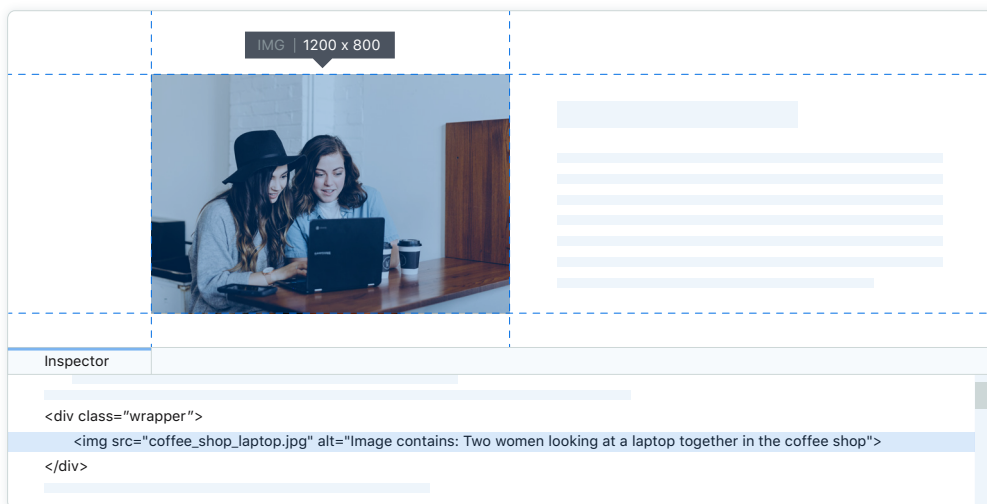 IMG | 1200 x 800
Inspector
<div class=”wrapper”>
<img src="coffee_shop_laptop.jpg" alt="Image contains: Two women looking at a laptop together in the coffee shop">
</div>